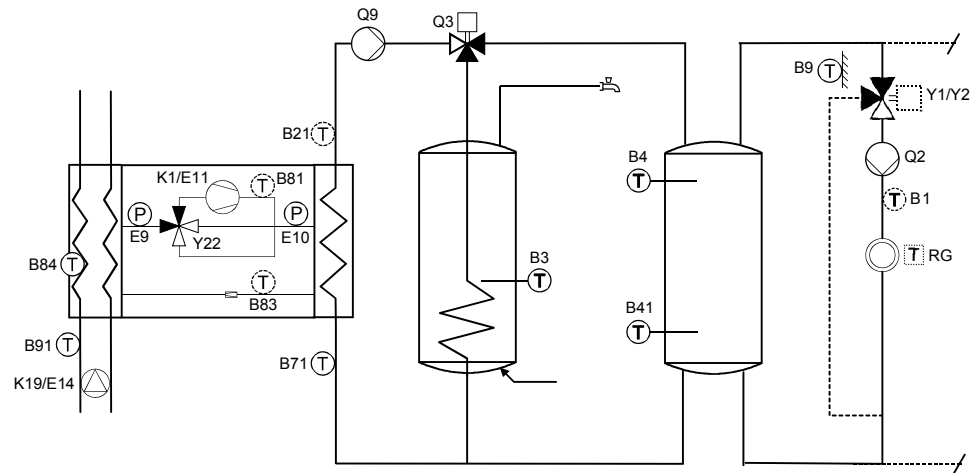 Q9
Q3
B9
T
Y1/Y2
B21
T
Q2
B4
T
K1/E11
T
B81
T
B1
P
E9
Y22
P
E10
B84
T
B3
T
T
RG
T
B83
B41
T
B91
T
B71
T
K19/E14